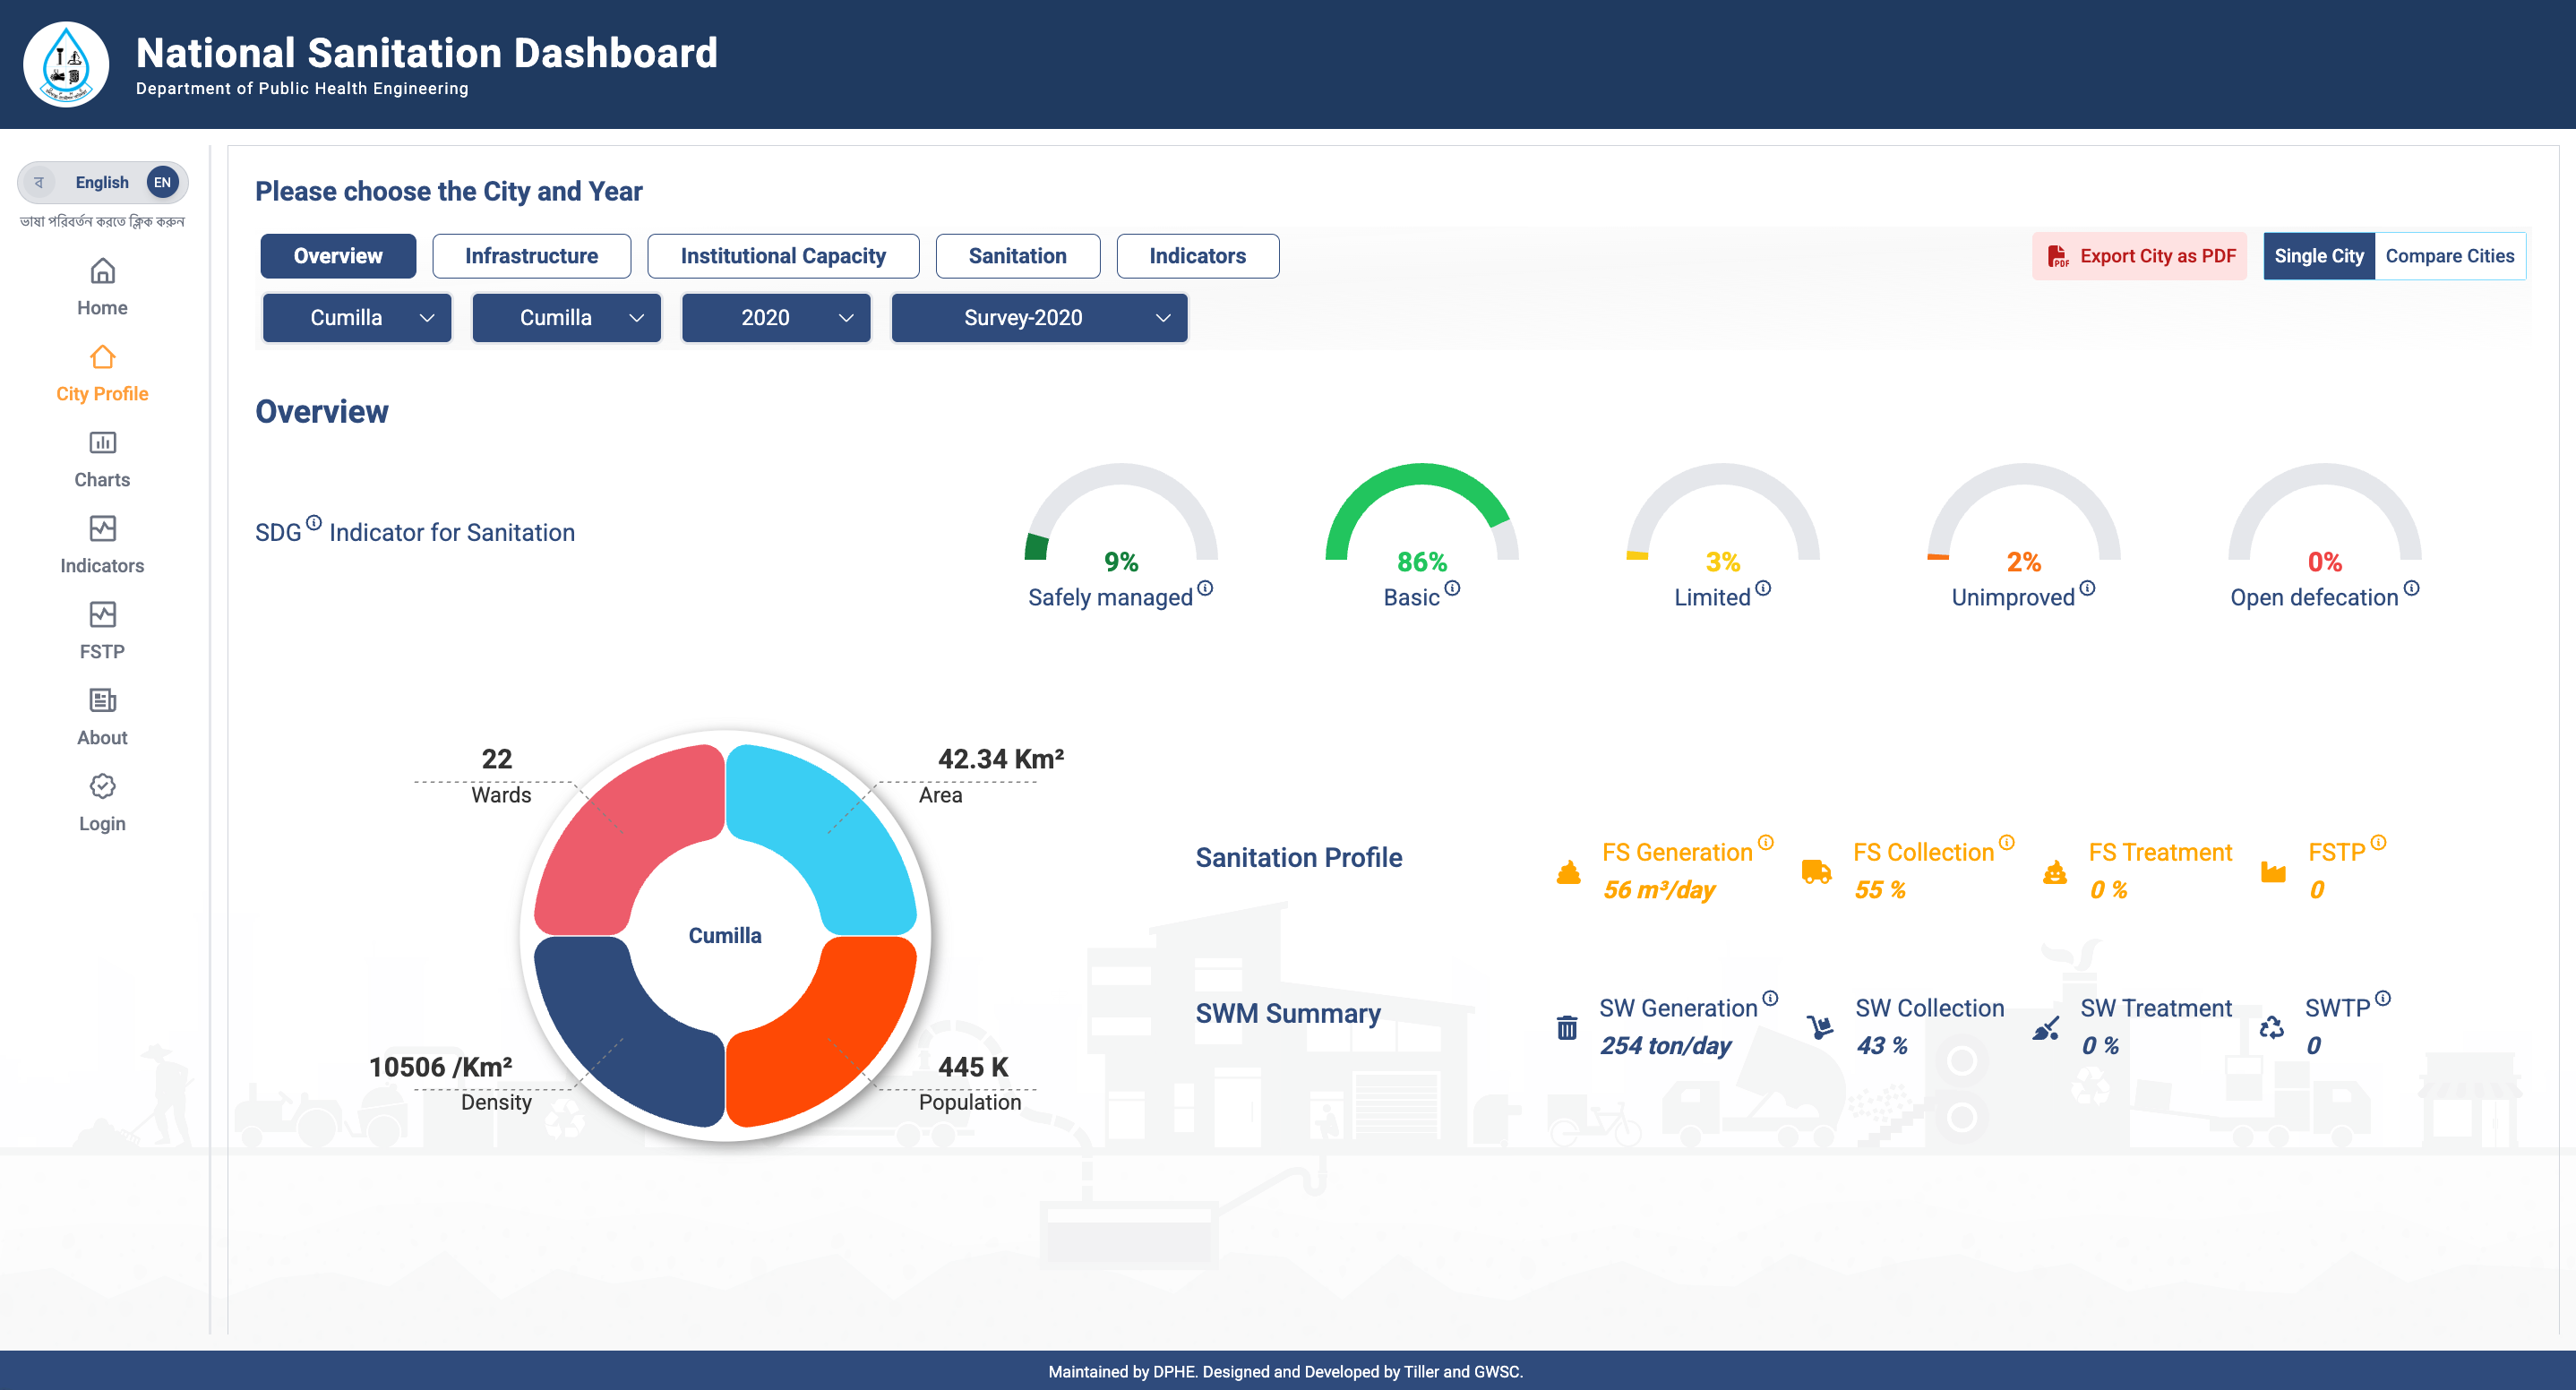 National Sanitation Dashboard
Department of Public Health Engineering
ব English EN
ভাষা পরিবর্তন করতে ক্লিক করুন
Home
City Profile
Charts
Indicators
FSTP
About
Login
Please choose the City and Year
Overview Infrastructure Institutional Capacity Sanitation Indicators
Export City as PDF Single City Compare Cities
Cumilla Cumilla 2020 Survey-2020
Overview
SDG Indicator for Sanitation
9% 86% 3% 2% 0%
Safely managed Basic Limited Unimproved Open defecation
22
Wards
42.34 Km²
Area
Cumilla
10506 /Km²
Density
445 K
Population
Sanitation Profile
FS Generation FS Collection FS Treatment FSTP
56 m³/day 55 % 0 % 0
SWM Summary
SW Generation SW Collection SW Treatment SWTP
254 ton/day 43 % 0 % 0
Maintained by DPHE. Designed and Developed by Tiller and GWSC.